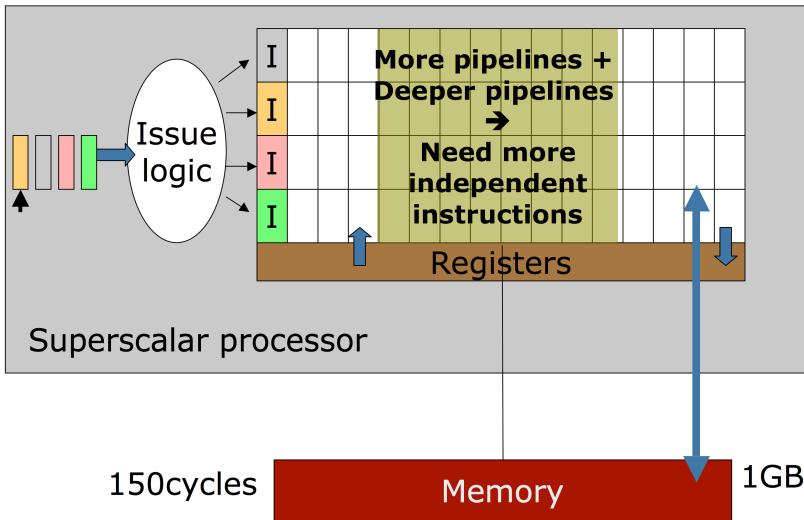 I
More pipelines +
Deeper pipelines
I
➔
Issue
logic
Need more
I
independent
instructions
I
Registers
Superscalar processor
150cycles
Memory
1GB